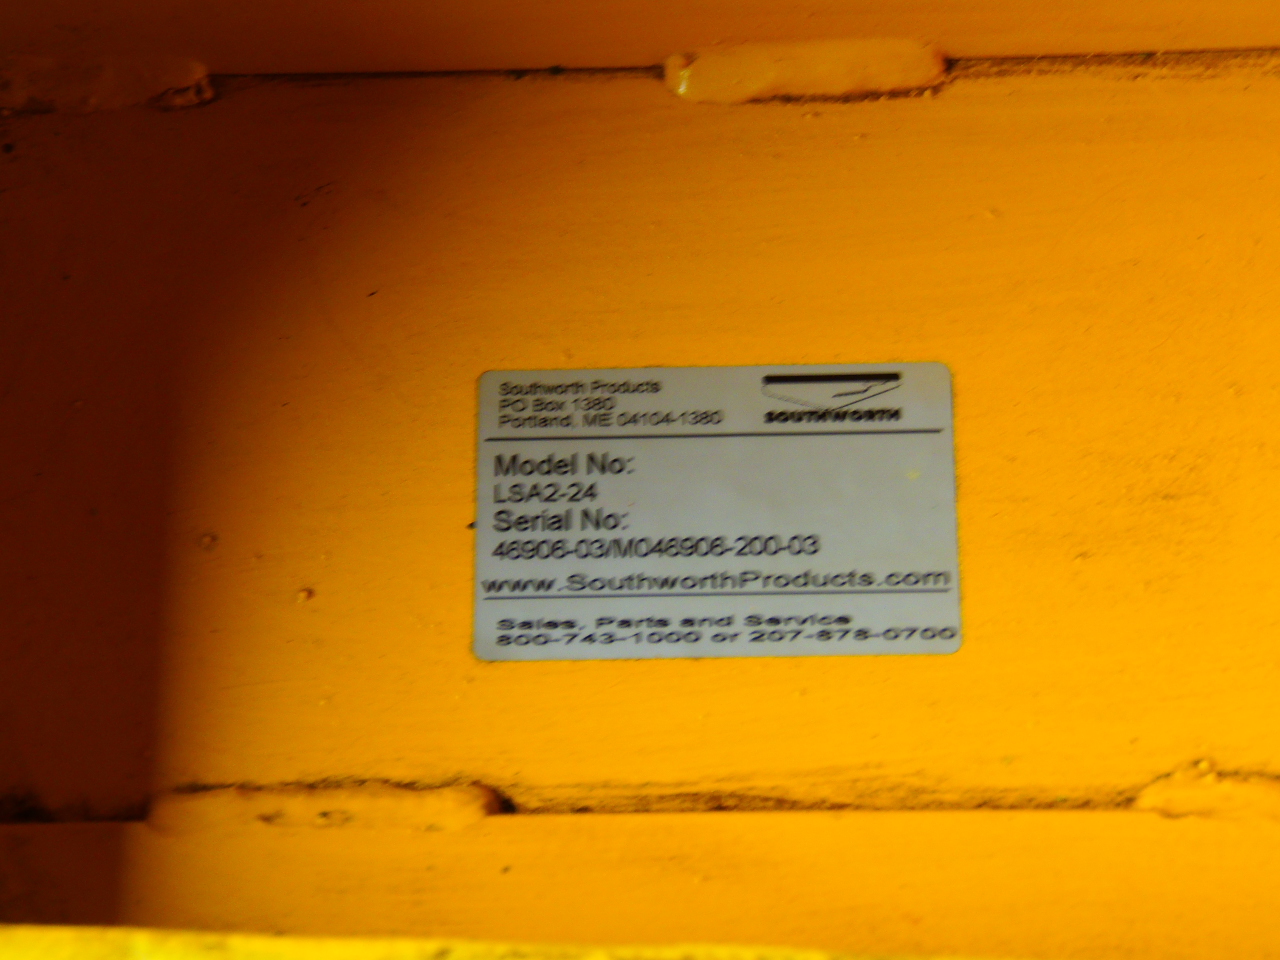 Southworth Products
PO Box 1380
Portland, ME 04104-1380
SOUTHWORTH
Model No:
LSA2-24
Serial No:
46906-03/M046906-200-03
www.SouthworthProducts.com
Sales, Parts and Service
800-743-1000 or 207-878-0700